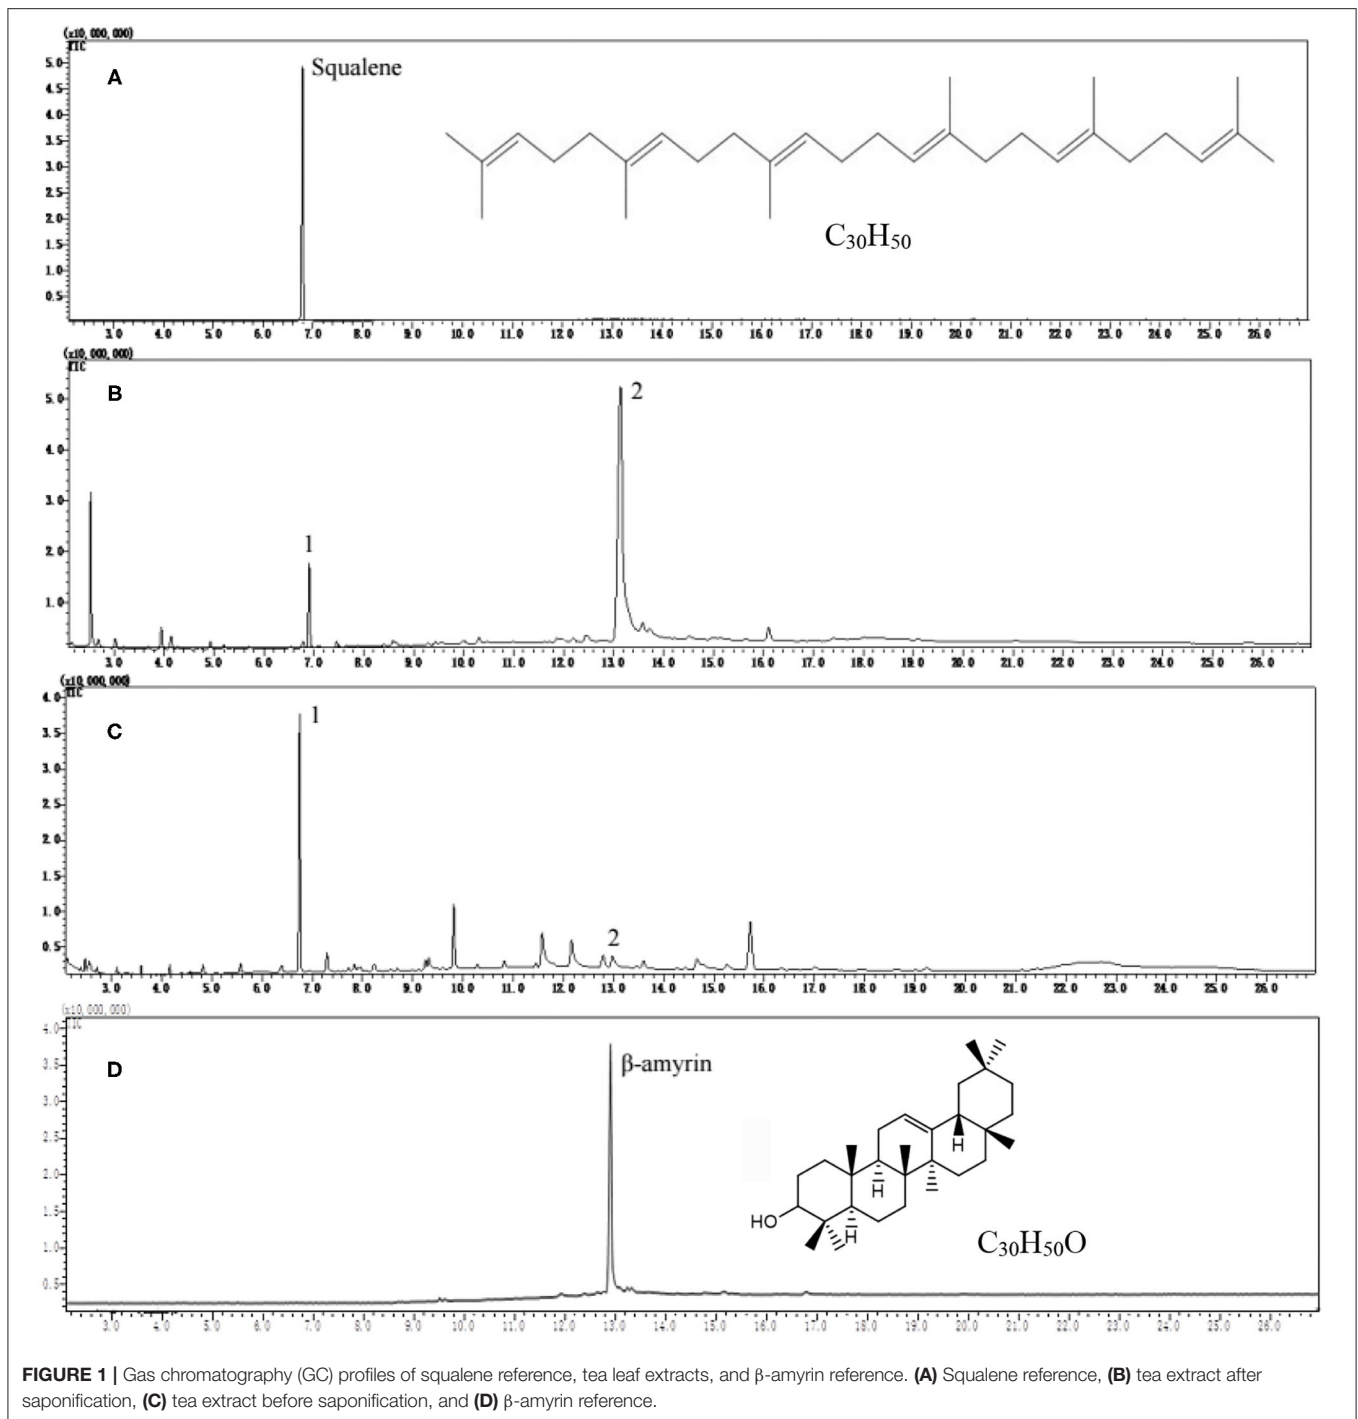 (x10,000,000)
TIC
A
Squalene
5.0
4.5
4.0
3.5
3.0
2.5
2.0
1.5
1.0
0.5
C₃₀H₅₀
3.0 4.0 5.0 6.0 7.0 8.0 9.0 10.0 11.0 12.0 13.0 14.0 15.0 16.0 17.0 18.0 19.0 20.0 21.0 22.0 23.0 24.0 25.0 26.0
(x10,000,000)
TIC
B
2
5.0
4.0
3.0
2.0
1.0
1
3.0 4.0 5.0 6.0 7.0 8.0 9.0 10.0 11.0 12.0 13.0 14.0 15.0 16.0 17.0 18.0 19.0 20.0 21.0 22.0 23.0 24.0 25.0 26.0
(x10,000,000)
TIC
C
1
4.0
3.5
3.0
2.5
2.0
1.5
1.0
0.5
2
3.0 4.0 5.0 6.0 7.0 8.0 9.0 10.0 11.0 12.0 13.0 14.0 15.0 16.0 17.0 18.0 19.0 20.0 21.0 22.0 23.0 24.0 25.0 26.0
(x10,000,000)
TIC
D
β-amyrin
4.0
3.5
3.0
2.5
2.0
1.5
1.0
0.5
H
H
HO
H
C₃₀H₅₀O
3.0 4.0 5.0 6.0 7.0 8.0 9.0 10.0 11.0 12.0 13.0 14.0 15.0 16.0 17.0 18.0 19.0 20.0 21.0 22.0 23.0 24.0 25.0 26.0
FIGURE 1 | Gas chromatography (GC) profiles of squalene reference, tea leaf extracts, and β-amyrin reference. (A) Squalene reference, (B) tea extract after
saponification, (C) tea extract before saponification, and (D) β-amyrin reference.